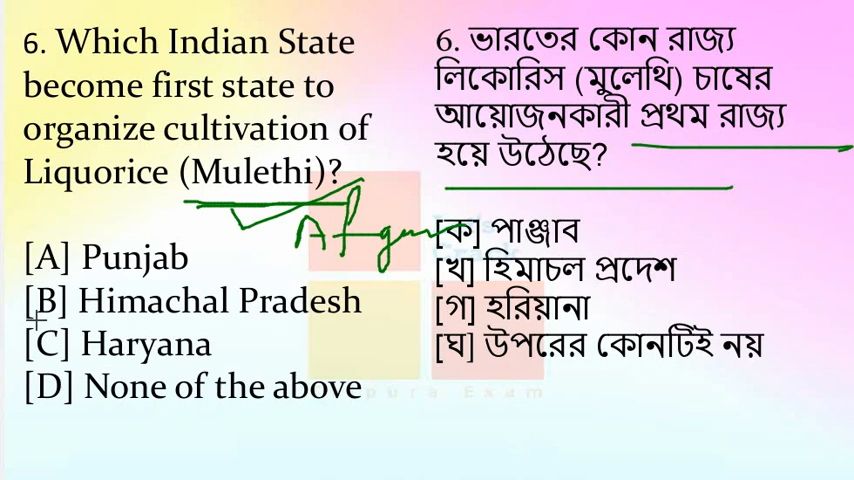 6. Which Indian State
become first state to
organize cultivation of
Liquorice (Mulethi)?
[A] Punjab
[B] Himachal Pradesh
[C] Haryana
[D] None of the above
6. ভারতের কোন রাজ্য
লিকোরিস (মুলেথি) চাষের
আয়োজনকারী প্রথম রাজ্য
হয়ে উঠেছে?
[ক] পাঞ্জাব
[খ] হিমাচল প্রদেশ
[গ] হরিয়ানা
[ঘ] উপরের কোনটিই নয়